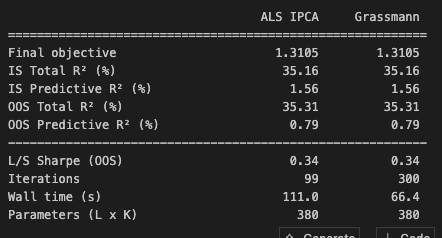 ALS IPCA Grassmann
Final objective 1.3105 1.3105
IS Total R² (%) 35.16 35.16
IS Predictive R² (%) 1.56 1.56
OOS Total R² (%) 35.31 35.31
OOS Predictive R² (%) 0.79 0.79
L/S Sharpe (OOS) 0.34 0.34
Iterations 99 300
Wall time (s) 111.0 66.4
Parameters (L x K) 380 380